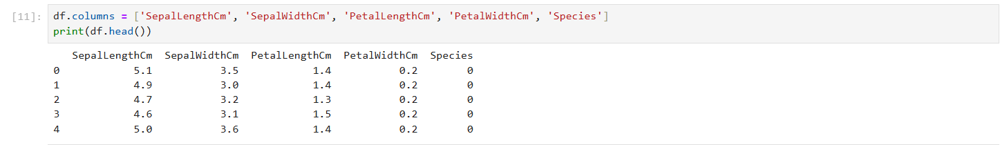 [11]: df.columns = ['SepalLengthCm', 'SepalWidthCm', 'PetalLengthCm', 'PetalWidthCm', 'Species']
print(df.head())
SepalLengthCm SepalWidthCm PetalLengthCm PetalWidthCm Species
0 5.1 3.5 1.4 0.2 0
1 4.9 3.0 1.4 0.2 0
2 4.7 3.2 1.3 0.2 0
3 4.6 3.1 1.5 0.2 0
4 5.0 3.6 1.4 0.2 0